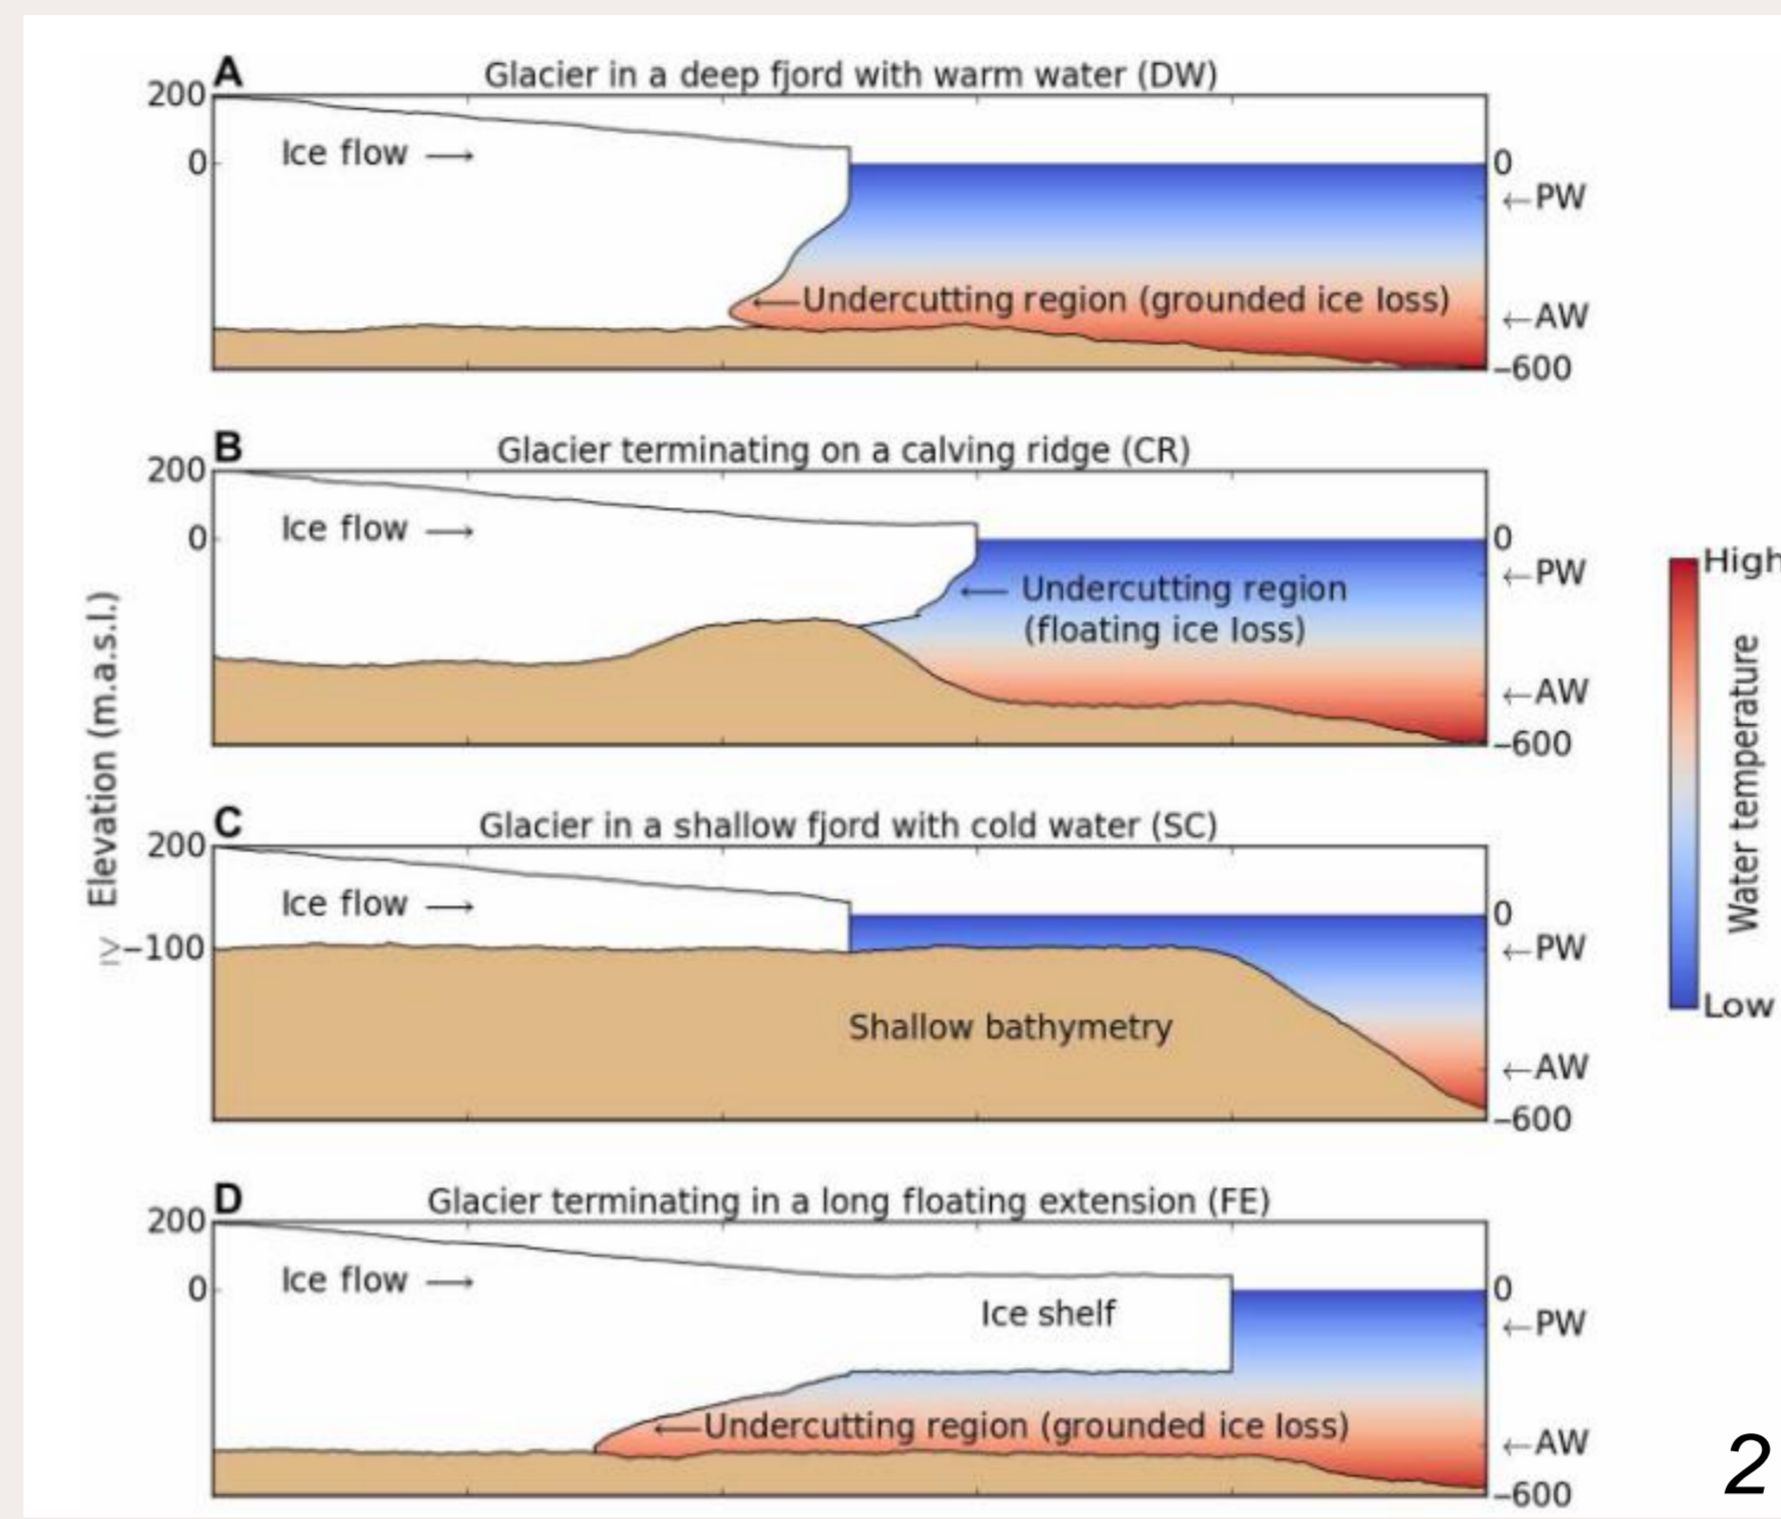 A
Glacier in a deep fjord with warm water (DW)
200
0
Ice flow →
0
←PW
←Undercutting region (grounded ice loss)
←AW
–600
B
Glacier terminating on a calving ridge (CR)
200
0
Ice flow →
0
←PW
← Undercutting region
(floating ice loss)
←AW
–600
C
Glacier in a shallow fjord with cold water (SC)
200
Ice flow →
0
≥–100
←PW
Shallow bathymetry
←AW
–600
D
Glacier terminating in a long floating extension (FE)
200
0
Ice flow →
0
Ice shelf
←PW
←Undercutting region (grounded ice loss)
←AW
–600
Elevation (m.a.s.l.)
High
Water temperature
Low
2